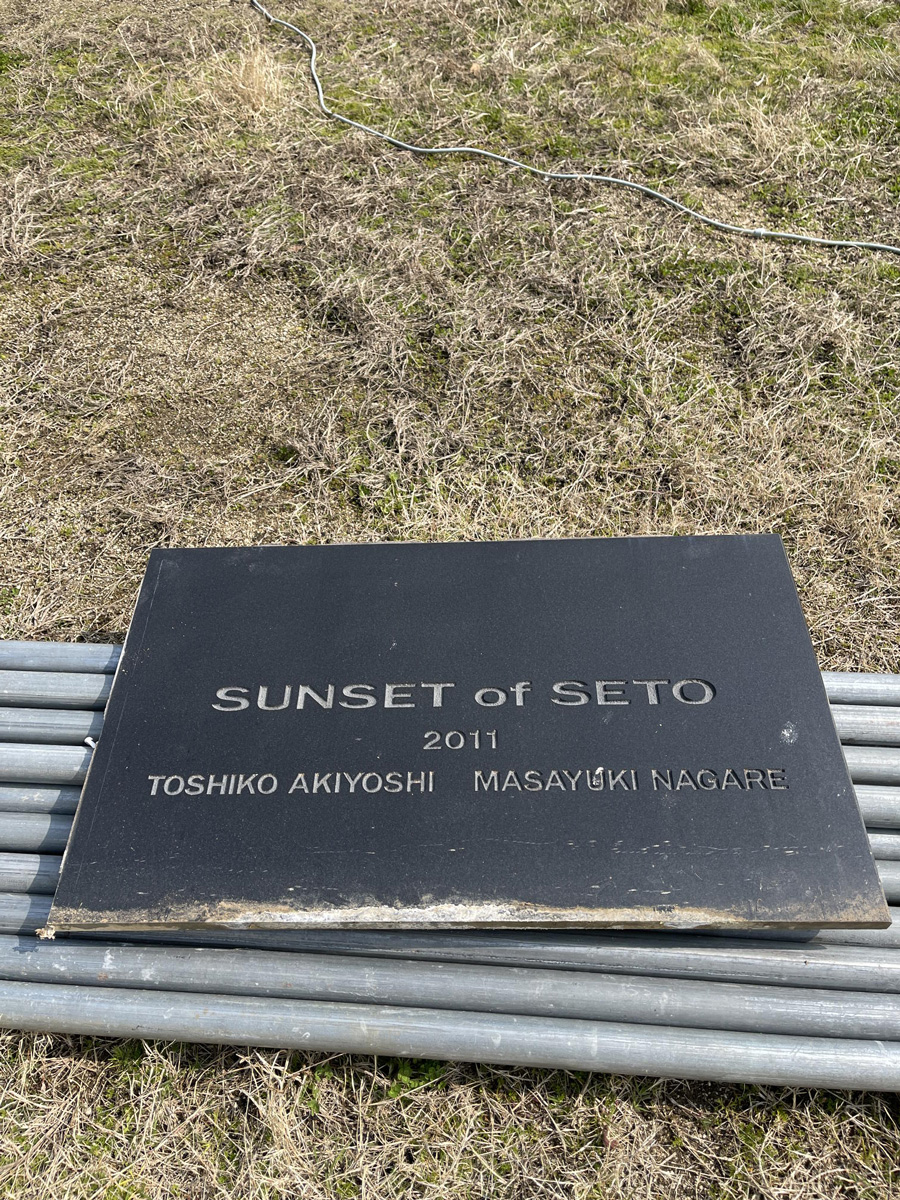 SUNSET of SETO
2011
TOSHIKO AKIYOSHI MASAYUKI NAGARE